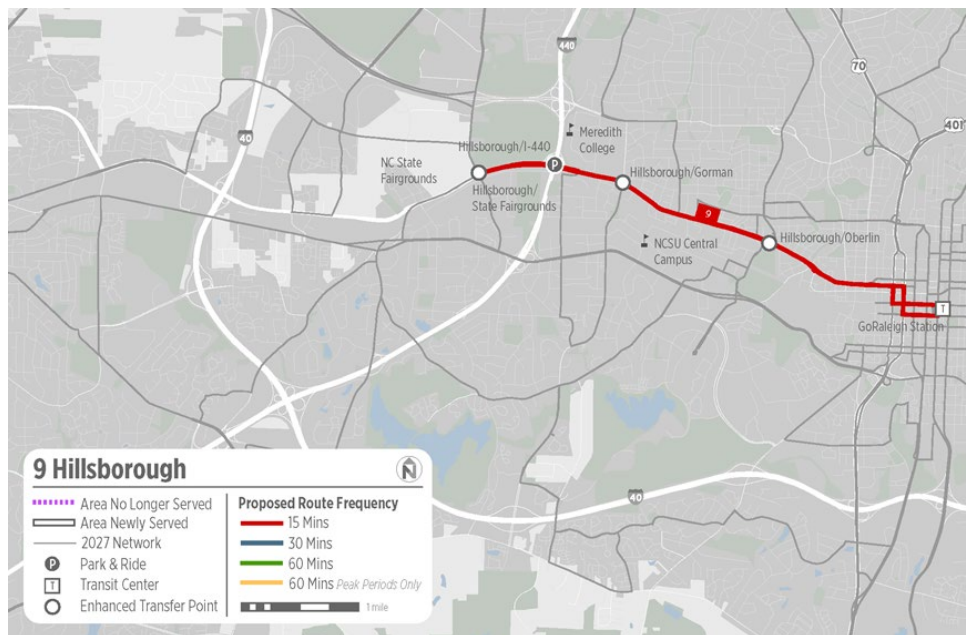 440
70
401
40
Meredith
College
Hillsborough/I-440
NC State
Fairgrounds
P
Hillsborough/Gorman
Hillsborough/
State Fairgrounds
9
NCSU Central
Campus
Hillsborough/Oberlin
T
GoRaleigh Station
40
9 Hillsborough
N
Area No Longer Served
Area Newly Served
2027 Network
P Park & Ride
T Transit Center
Enhanced Transfer Point
Proposed Route Frequency
15 Mins
30 Mins
60 Mins
60 Mins Peak Periods Only
1 mile